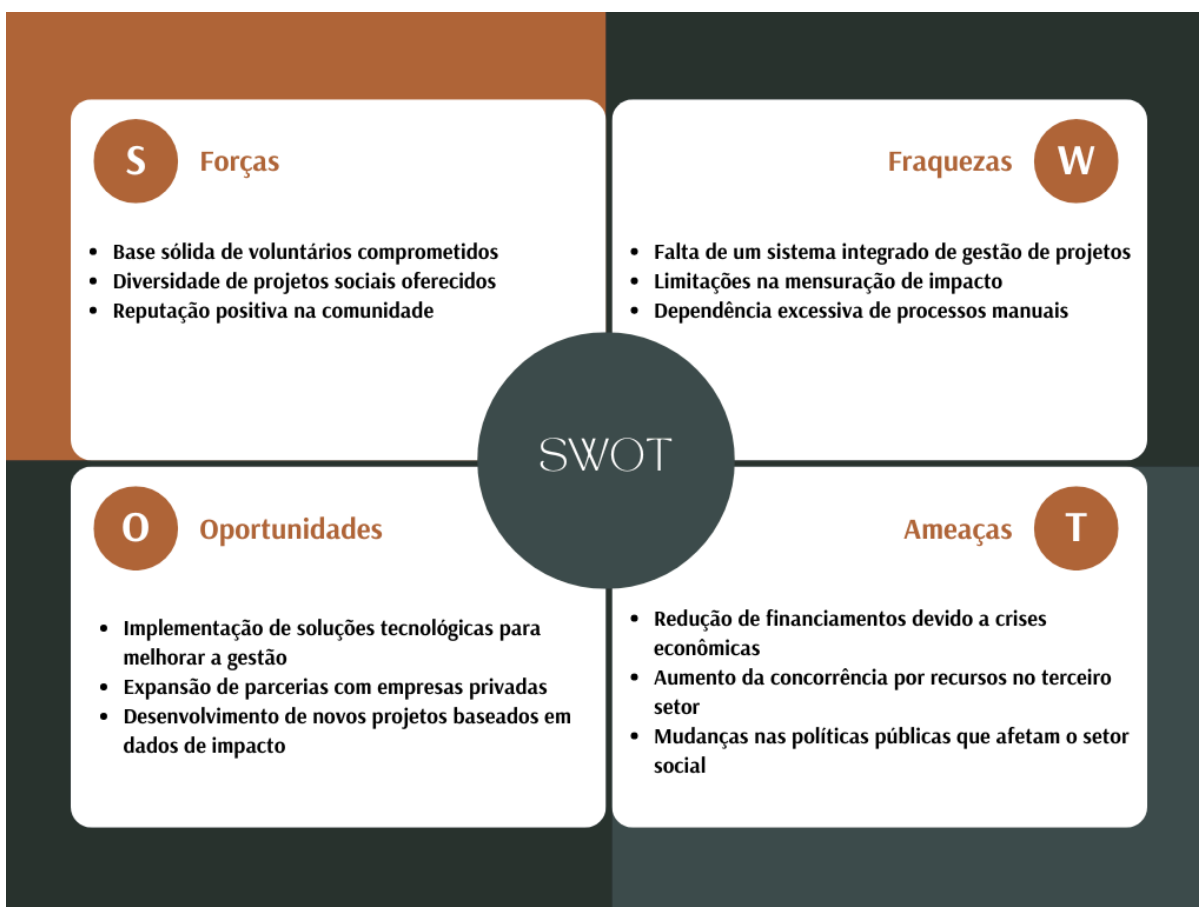 S
Forças
• Base sólida de voluntários comprometidos
• Diversidade de projetos sociais oferecidos
• Reputação positiva na comunidade
Fraquezas
W
• Falta de um sistema integrado de gestão de projetos
• Limitações na mensuração de impacto
• Dependência excessiva de processos manuais
SWOT
O
Oportunidades
• Implementação de soluções tecnológicas para
melhorar a gestão
• Expansão de parcerias com empresas privadas
• Desenvolvimento de novos projetos baseados em
dados de impacto
Ameaças
T
• Redução de financiamentos devido a crises
econômicas
• Aumento da concorrência por recursos no terceiro
setor
• Mudanças nas políticas públicas que afetam o setor
social